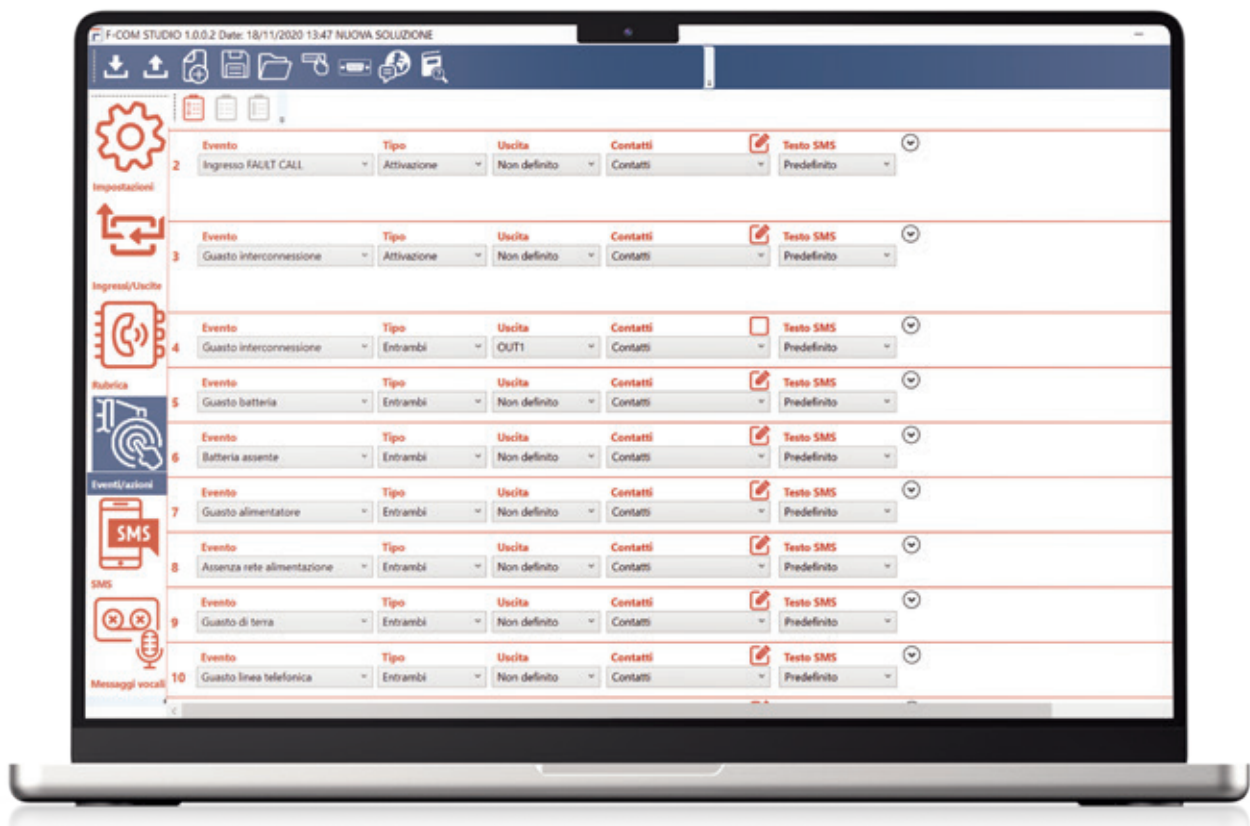 F-COM STUDIO 1.0.0.2 Date: 18/11/2020 13:47 NUOVA SOLUZIONE
Impostazioni
Ingressi/Uscite
Rubrica
Eventi/azioni
SMS
SMS
Messaggi vocali
Evento Tipo Uscita Contatti Testo SMS
2 Ingresso FAULT CALL Attivazione Non definito Contatti Predefinito
Evento Tipo Uscita Contatti Testo SMS
3 Guasto interconnessione Attivazione Non definito Contatti Predefinito
Evento Tipo Uscita Contatti Testo SMS
4 Guasto interconnessione Entrambi OUT1 Contatti Predefinito
Evento Tipo Uscita Contatti Testo SMS
5 Guasto batteria Entrambi Non definito Contatti Predefinito
Evento Tipo Uscita Contatti Testo SMS
6 Batteria assente Entrambi Non definito Contatti Predefinito
Evento Tipo Uscita Contatti Testo SMS
7 Guasto alimentatore Entrambi Non definito Contatti Predefinito
Evento Tipo Uscita Contatti Testo SMS
8 Assenza rete alimentazione Entrambi Non definito Contatti Predefinito
Evento Tipo Uscita Contatti Testo SMS
9 Guasto di terra Entrambi Non definito Contatti Predefinito
Evento Tipo Uscita Contatti Testo SMS
10 Guasto linea telefonica Entrambi Non definito Contatti Predefinito